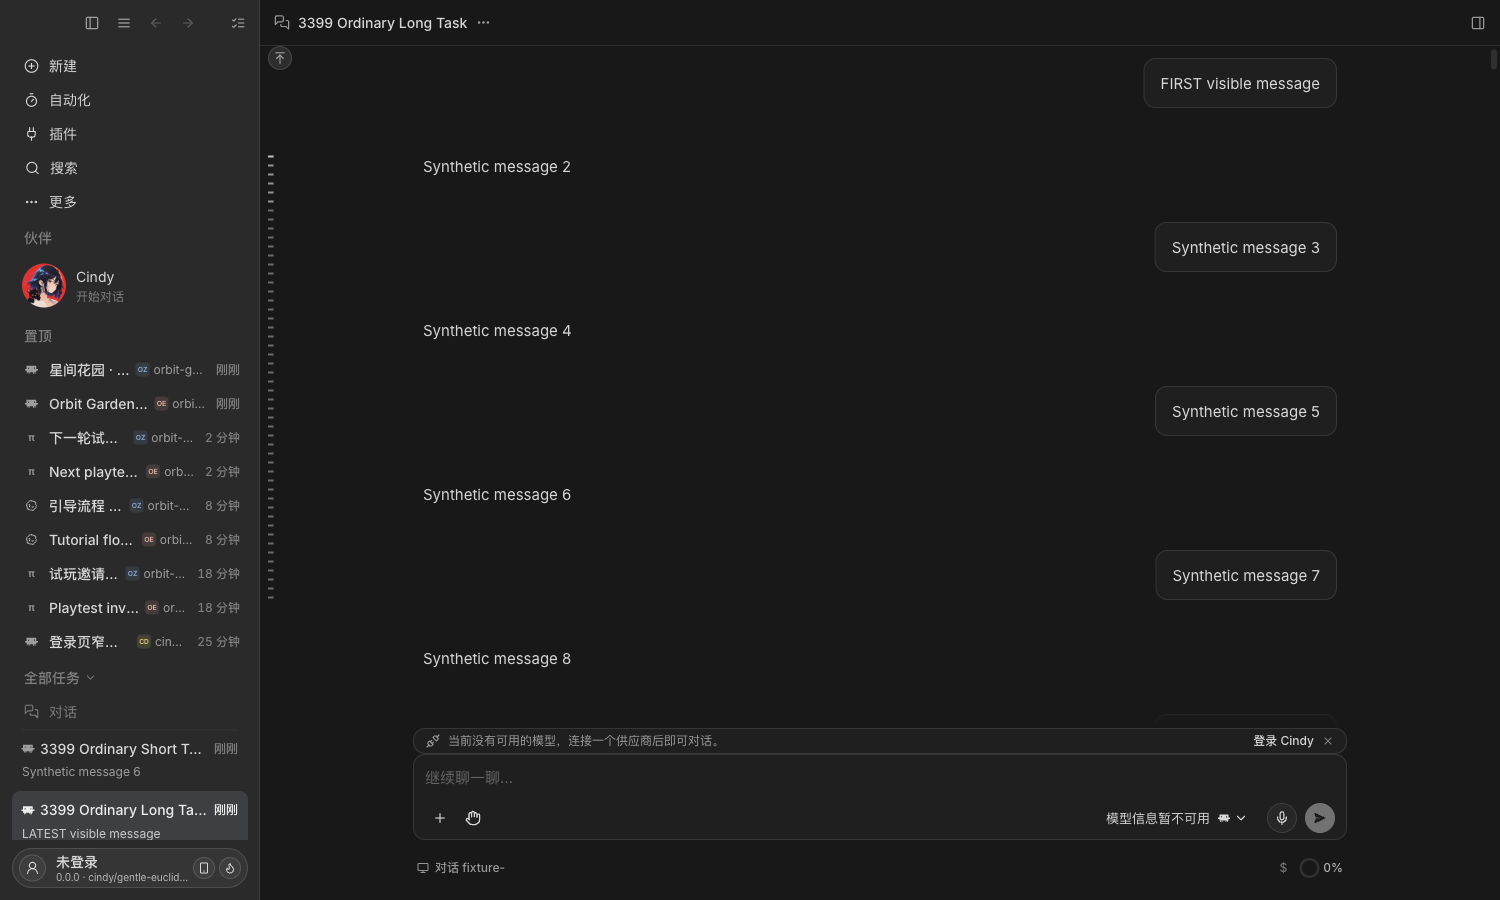 3399 Ordinary Long Task
新建
自动化
插件
搜索
更多
伙伴
Cindy
开始对话
置顶
星间花园 · ... OZ orbit-g... 刚刚
Orbit Garden... OE orbi... 刚刚
π 下一轮试... OZ orbit-... 2 分钟
π Next playte... OE orb... 2 分钟
引导流程 ... OZ orbit-... 8 分钟
Tutorial flo... OE orbi... 8 分钟
π 试玩邀请... OZ orbit-... 18 分钟
π Playtest inv... OE or... 18 分钟
登录页窄... CD cin... 25 分钟
全部任务
对话
3399 Ordinary Short T... 刚刚
Synthetic message 6
3399 Ordinary Long Ta... 刚刚
LATEST visible message
未登录
0.0.0 · cindy/gentle-euclid...
FIRST visible message
Synthetic message 2
Synthetic message 3
Synthetic message 4
Synthetic message 5
Synthetic message 6
Synthetic message 7
Synthetic message 8
当前没有可用的模型，连接一个供应商后即可对话。 登录 Cindy
继续聊一聊...
模型信息暂不可用
对话 fixture-
$ 0%